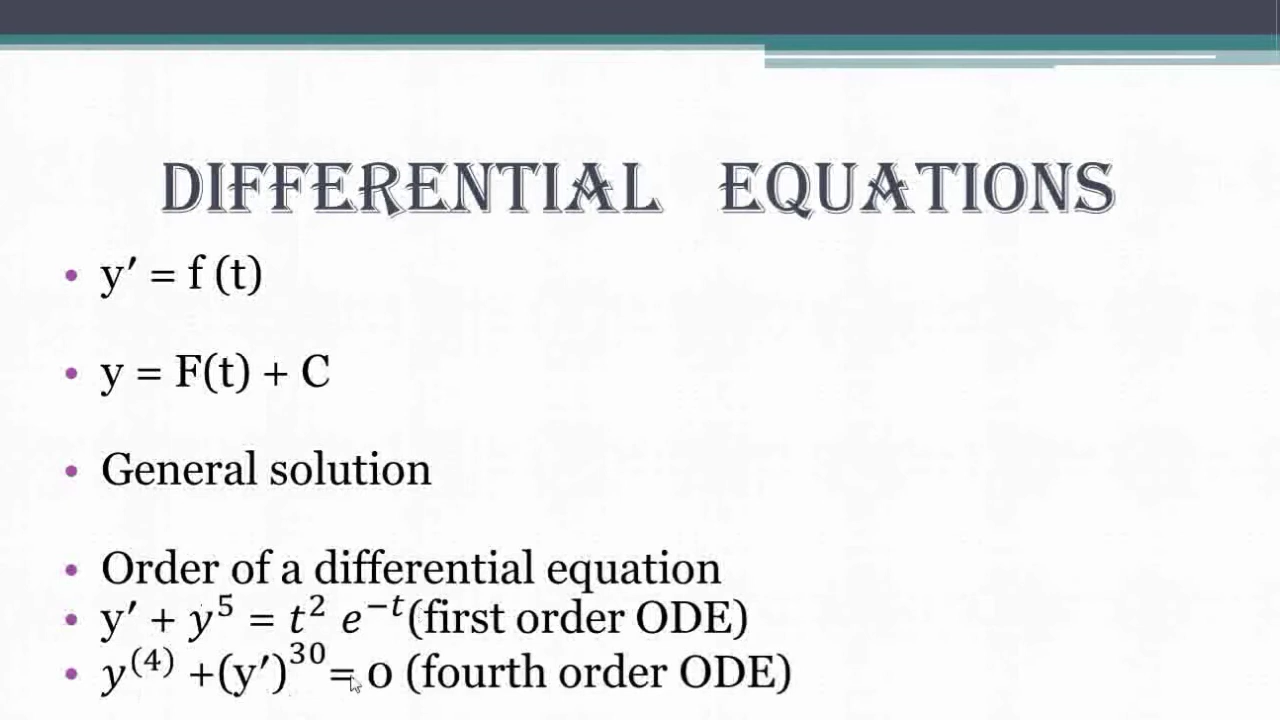 DIFFERENTIAL EQUATIONS
• y′ = f (t)
• y = F(t) + C
• General solution
• Order of a differential equation
• y′ + y⁵ = t² e⁻ᵗ(first order ODE)
• y⁽⁴⁾ +(y′)³⁰= 0 (fourth order ODE)